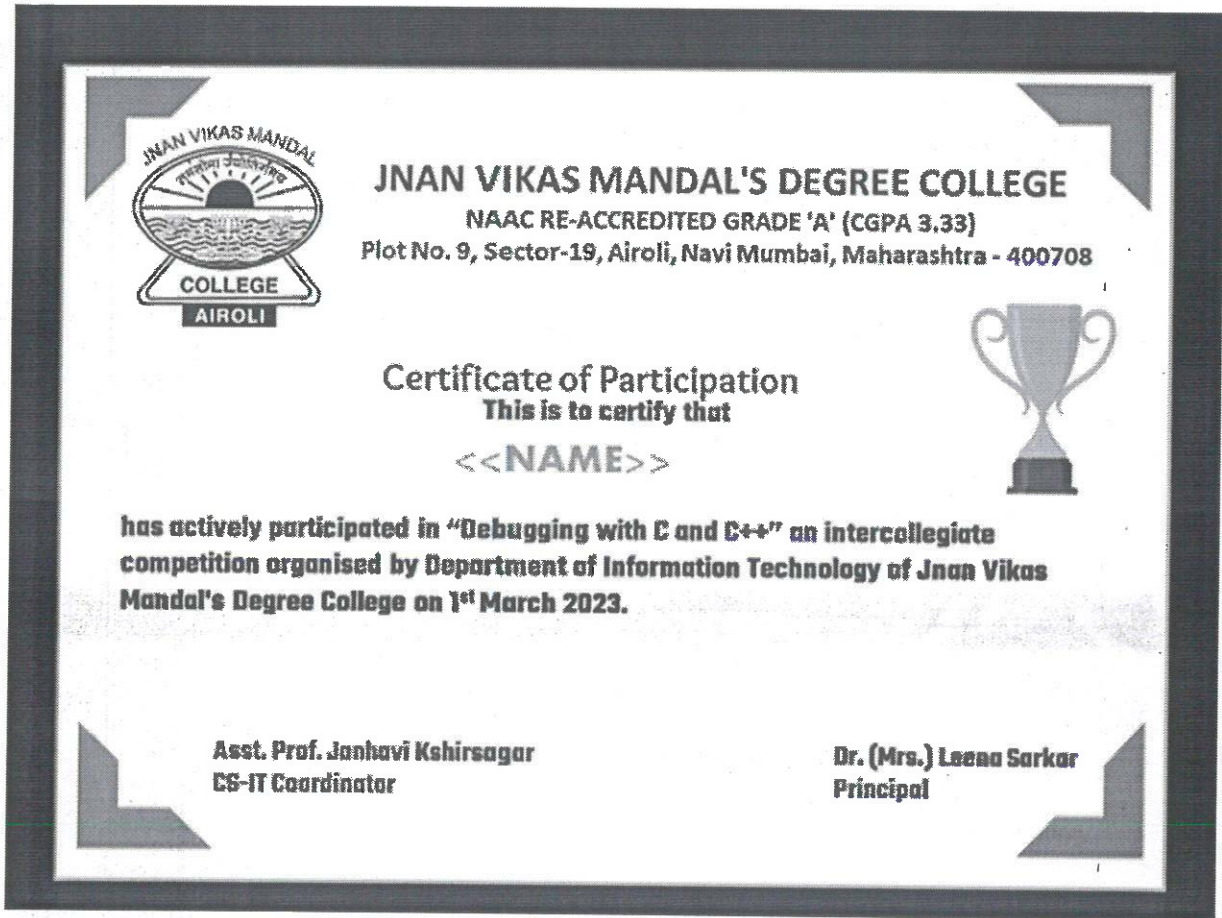 JNAN VIKAS MANDAL
COLLEGE
AIROLI
JNAN VIKAS MANDAL'S DEGREE COLLEGE
NAAC RE-ACCREDITED GRADE 'A' (CGPA 3.33)
Plot No. 9, Sector-19, Airoli, Navi Mumbai, Maharashtra - 400708
Certificate of Participation
This is to certify that
<<NAME>>
has actively participated in “Debugging with C and C++” an intercollegiate
competition organised by Department of Information Technology of Jnan Vikas
Mandal's Degree College on 1st March 2023.
Asst. Prof. Janhavi Kshirsagar
CS-IT Coordinator
Dr. (Mrs.) Leena Sarkar
Principal